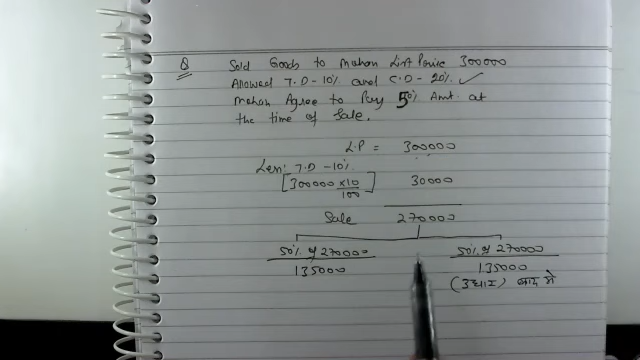 Q Sold Goods to Mohan List Price 300000
Allowed T.D-10% and C.D-20%. ✓
Mohan Agree to Pay 50% Amt. at
the time of Sale.
L.P = 300000
Less: T.D-10%.
[300000 x10/100] 30000
Sale 270000
50% of 270000 50% of 270000
135000 135000
(उधार) बाद में